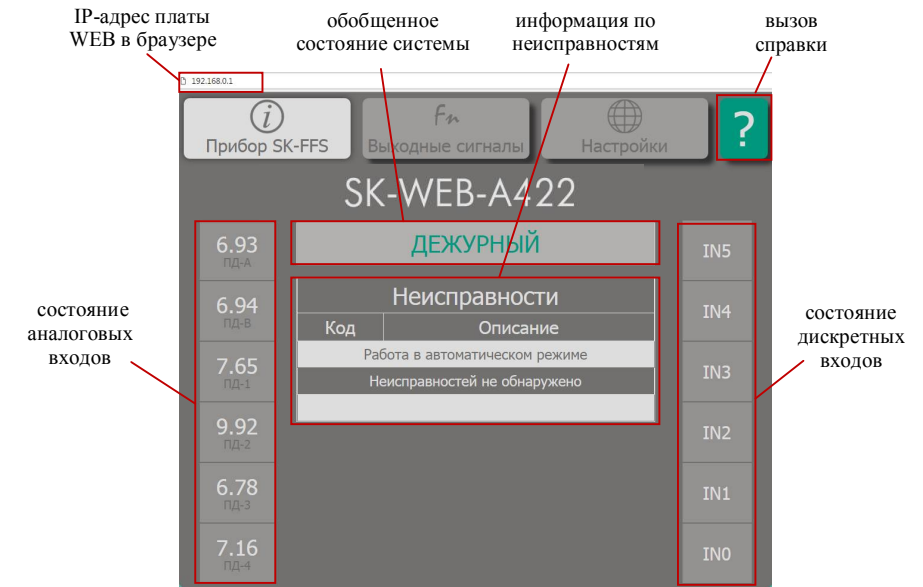 IP-адрес платы
WEB в браузере
обобщенное
состояние системы
информация по
неисправностям
вызов
справки
192.168.0.1
Прибор SK-FFS
Fn
Выходные сигналы
Настройки
?
SK-WEB-A422
состояние
аналоговых
входов
6.93
ПД-А
6.94
ПД-В
7.65
ПД-1
9.92
ПД-2
6.78
ПД-3
7.16
ПД-4
ДЕЖУРНЫЙ
Неисправности
Код Описание
Работа в автоматическом режиме
Неисправностей не обнаружено
IN5
IN4
IN3
IN2
IN1
IN0
состояние
дискретных
входов